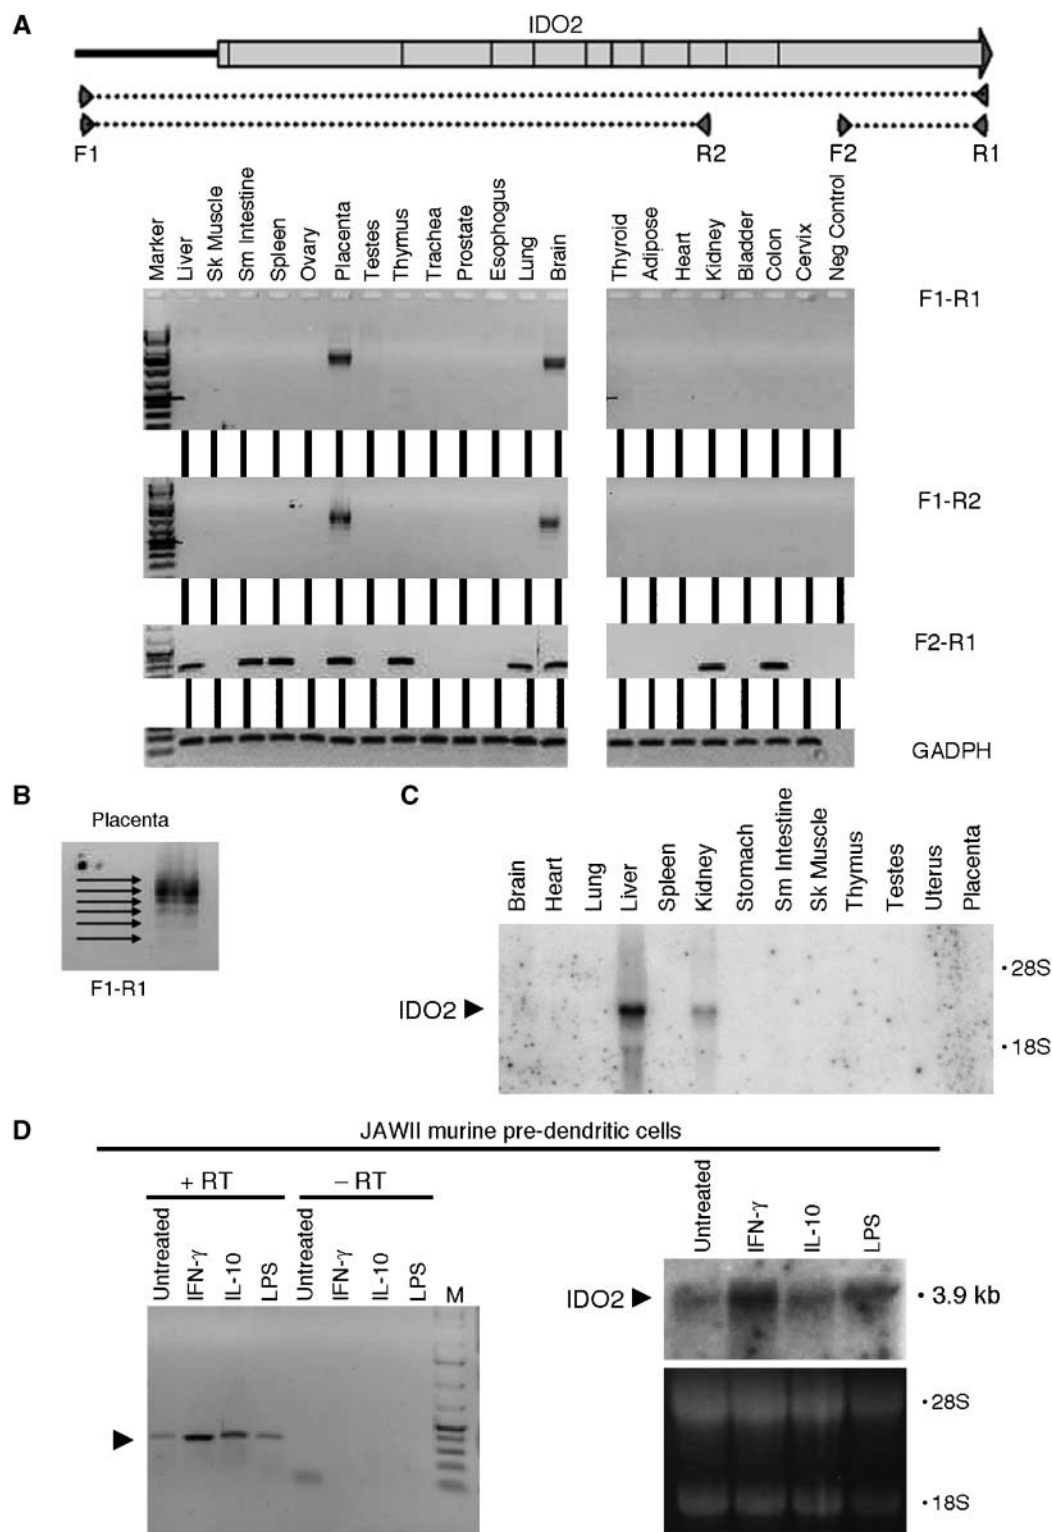 A
IDO2
F1
R2
F2
R1
Marker
Liver
Sk Muscle
Sm Intestine
Spleen
Ovary
Placenta
Testes
Thymus
Trachea
Prostate
Esophogus
Lung
Brain
Thyroid
Adipose
Heart
Kidney
Bladder
Colon
Cervix
Neg Control
F1-R1
F1-R2
F2-R1
GADPH
B
Placenta
F1-R1
C
Brain
Heart
Lung
Liver
Spleen
Kidney
Stomach
Sm Intestine
Sk Muscle
Thymus
Testes
Uterus
Placenta
•28S
IDO2
•18S
D
JAWII murine pre-dendritic cells
+ RT
– RT
Untreated
IFN-γ
IL-10
LPS
Untreated
IFN-γ
IL-10
LPS
M
Untreated
IFN-γ
IL-10
LPS
IDO2
• 3.9 kb
•28S
•18S